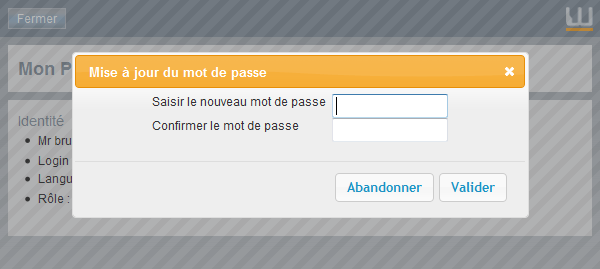 Fermer
Mon P
Mise à jour du mot de passe
Saisir le nouveau mot de passe
Confirmer le mot de passe
Identité
Mr bru
Login
Langu
Rôle :
Abandonner Valider